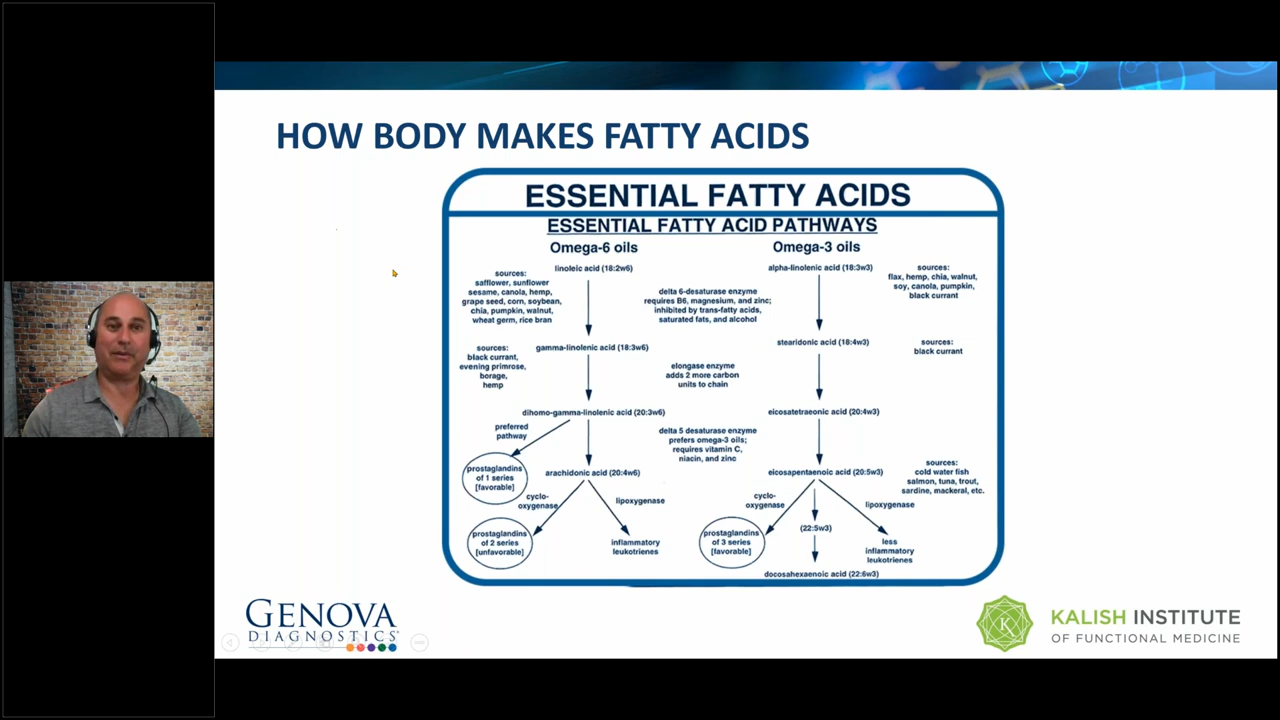 HOW BODY MAKES FATTY ACIDS
ESSENTIAL FATTY ACIDS
ESSENTIAL FATTY ACID PATHWAYS
Omega-6 oils
Omega-3 oils
sources:
safflower, sunflower
sesame, canola, hemp,
grape seed, corn, soybean,
chia, pumpkin, walnut,
wheat germ, rice bran
linoleic acid (18:2w6)
delta 6-desaturase enzyme
requires B6, magnesium, and zinc;
inhibited by trans-fatty acids,
saturated fats, and alcohol
alpha-linolenic acid (18:3w3)
sources:
flax, hemp, chia, walnut,
soy, canola, pumpkin,
black currant
sources:
black currant,
evening primrose,
borage,
hemp
gamma-linolenic acid (18:3w6)
elongase enzyme
adds 2 more carbon
units to chain
stearidonic acid (18:4w3)
sources:
black currant
dihomo-gamma-linolenic acid (20:3w6)
preferred
pathway
delta 5 desaturase enzyme
prefers omega-3 oils;
requires vitamin C,
niacin, and zinc
eicosatetraeonic acid (20:4w3)
prostaglandins
of 1 series
[favorable]
arachidonic acid (20:4w6)
eicosapentaenoic acid (20:5w3)
sources:
cold water fish
salmon, tuna, trout,
sardine, mackeral, etc.
cyclo-
oxygenase
lipoxygenase
cyclo-
oxygenase
lipoxygenase
prostaglandins
of 2 series
[unfavorable]
inflammatory
leukotrienes
prostaglandins
of 3 series
[favorable]
(22:5w3)
less
inflammatory
leukotrienes
docosahexaenoic acid (22:6w3)
GENOVA
DIAGNOSTICS
K
KALISH INSTITUTE
OF FUNCTIONAL MEDICINE